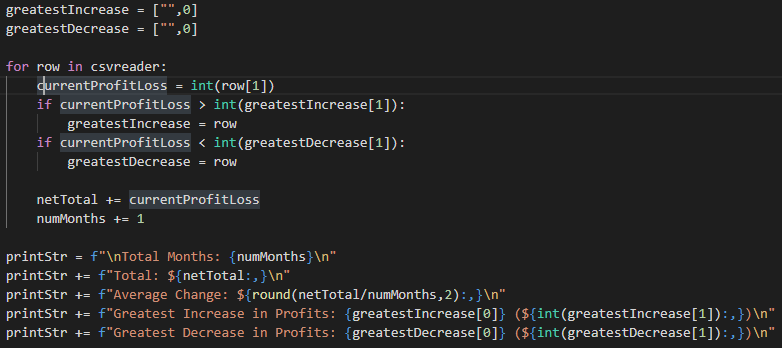 greatestIncrease = ["",0]
greatestDecrease = ["",0]
for row in csvreader:
currentProfitLoss = int(row[1])
if currentProfitLoss > int(greatestIncrease[1]):
greatestIncrease = row
if currentProfitLoss < int(greatestDecrease[1]):
greatestDecrease = row
netTotal += currentProfitLoss
numMonths += 1
printStr = f"\nTotal Months: {numMonths}\n"
printStr += f"Total: ${netTotal:,}\n"
printStr += f"Average Change: ${round(netTotal/numMonths,2):,}\n"
printStr += f"Greatest Increase in Profits: {greatestIncrease[0]} (${int(greatestIncrease[1]):,})\n"
printStr += f"Greatest Decrease in Profits: {greatestDecrease[0]} (${int(greatestDecrease[1]):,})\n"